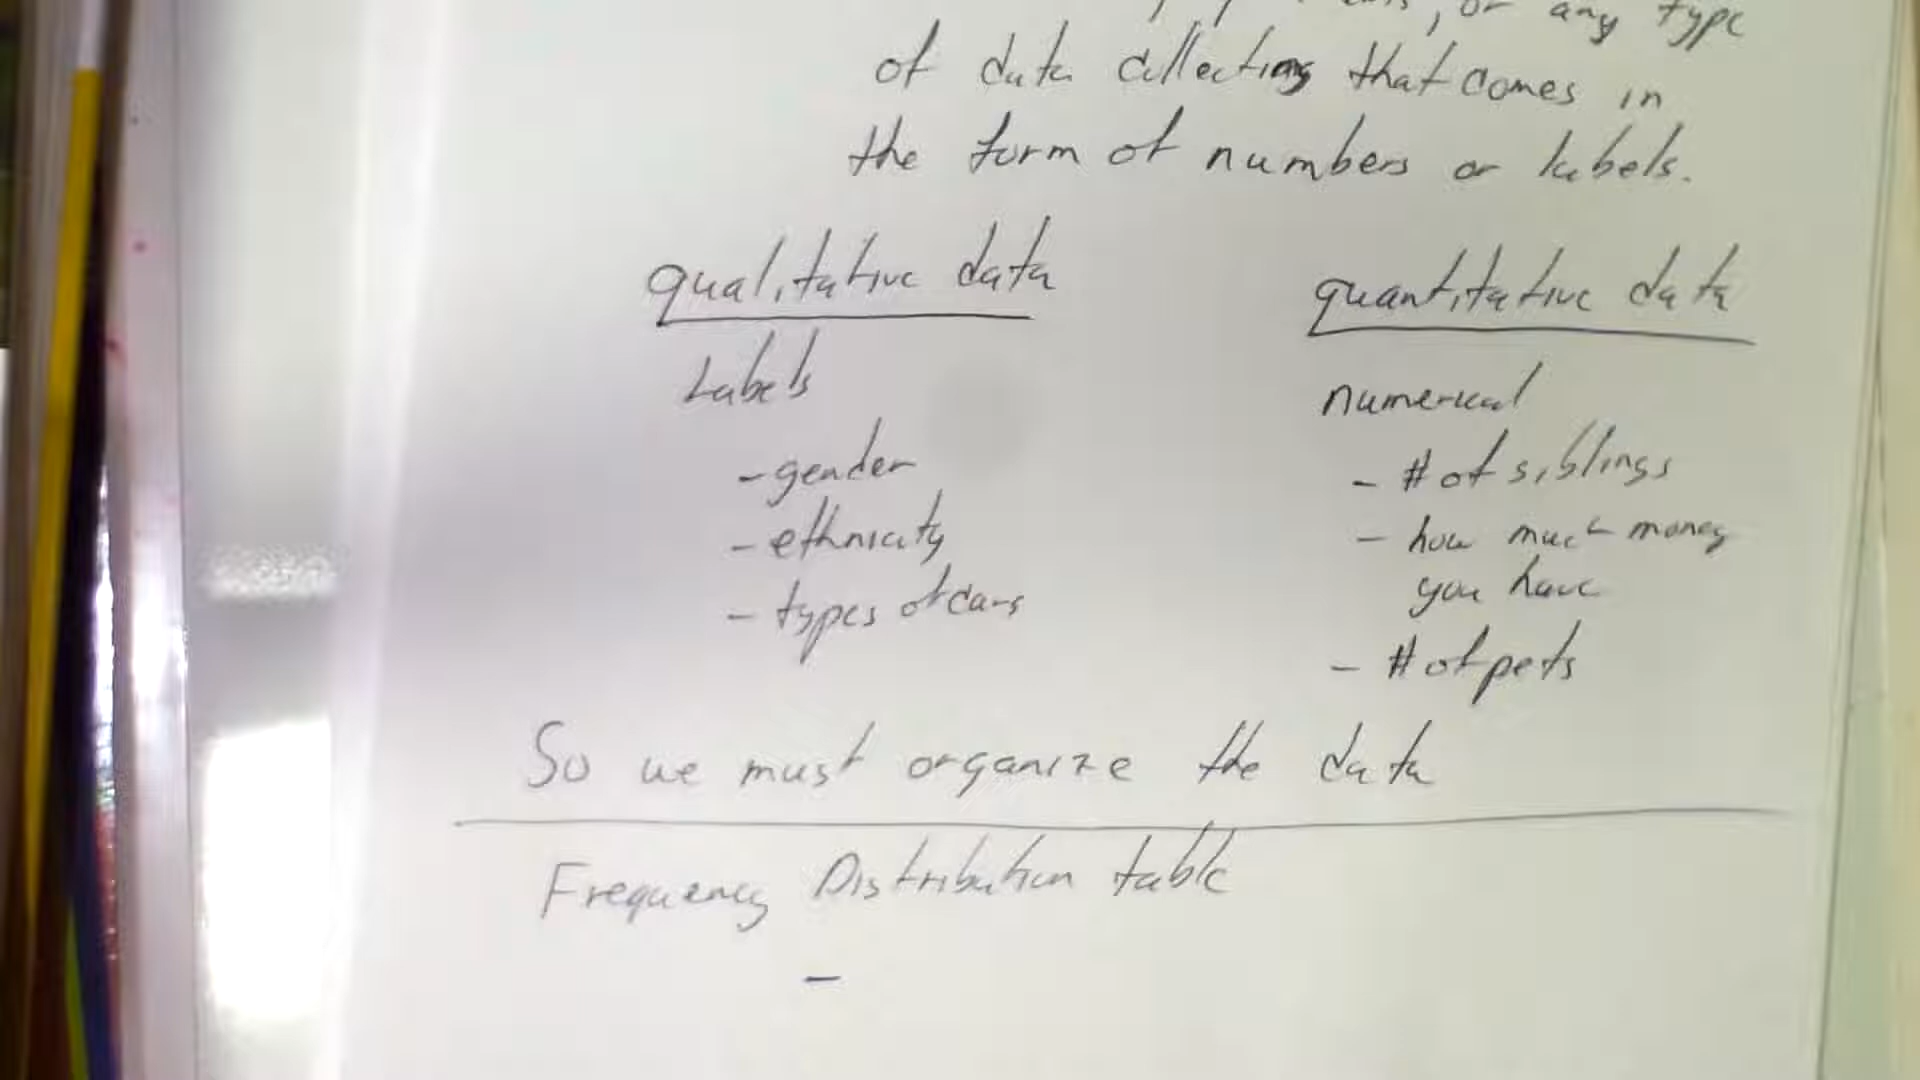 , or any type
of data collecting that comes in
the form of numbers or labels.
qualitative data
Labels
- gender
- ethnicity
- types of cars
quantitative data
numerical
- # of siblings
- how much money
you have
- # of pets
So we must organize the data
Frequency Distribution table
-